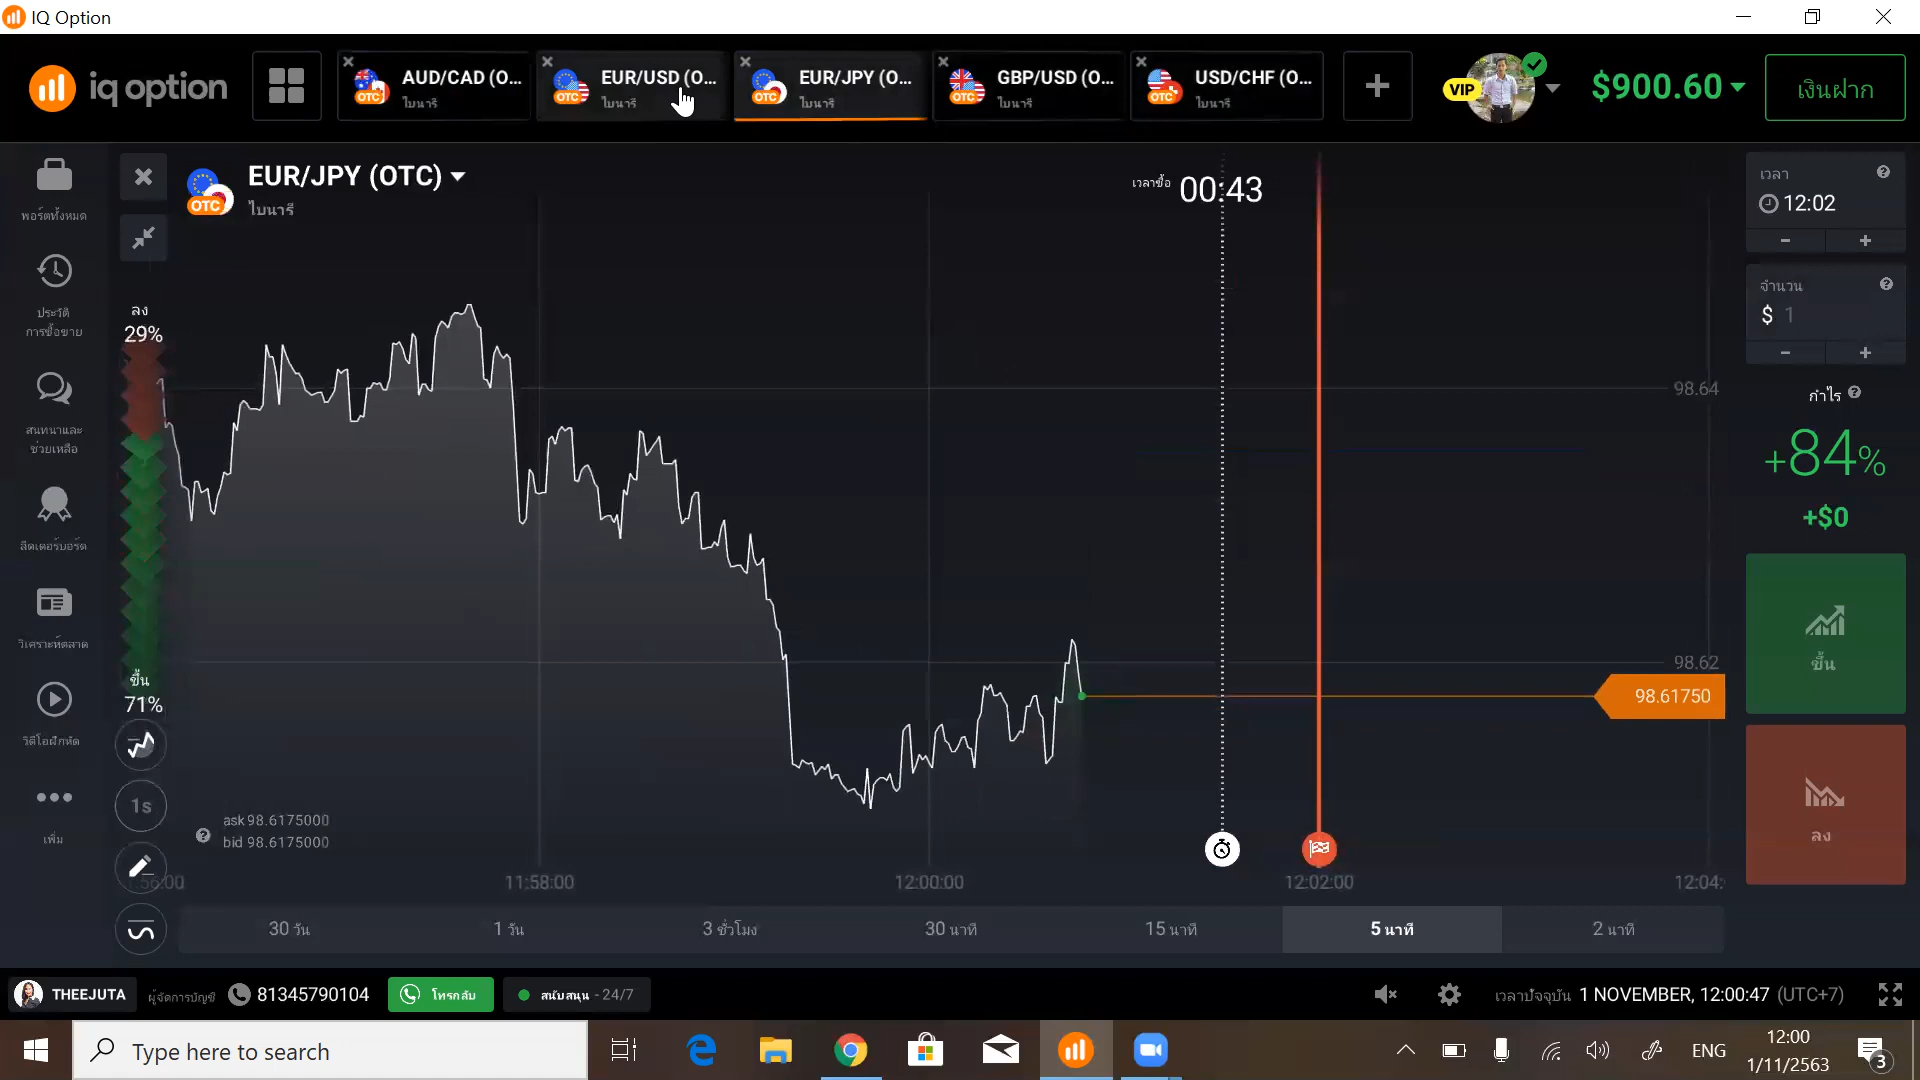 IQ Option
iq option
AUD/CAD (O...
ไบนารี
EUR/USD (O...
ไบนารี
EUR/JPY (O...
ไบนารี
GBP/USD (O...
ไบนารี
USD/CHF (O...
ไบนารี
OTC
OTC
OTC
OTC
OTC
+
VIP
$900.60
เงินฝาก
พอร์ตทั้งหมด
ประวัติ
การซื้อขาย
สนทนาและ
ช่วยเหลือ
ลีดเดอร์บอร์ด
วิเคราะห์ตลาด
วิดีโอฝึกหัด
เพิ่ม
EUR/JPY (OTC)
ไบนารี
OTC
เวลาซื้อ 00:43
ลง
29%
ขึ้น
71%
1s
ask 98.6175000
bid 98.6175000
98.64
98.62
98.61750
11:58:00
12:00:00
12:02:00
12:04:
30 วัน
1 วัน
3 ชั่วโมง
30 นาที
15 นาที
5 นาที
2 นาที
เวลา
12:02
- +
จำนวน
$ 1
- +
กำไร
+84%
+$0
ขึ้น
ลง
THEEJUTA
ผู้จัดการบัญชี
81345790104
โทรกลับ
สนับสนุน - 24/7
เวลาปัจจุบัน 1 NOVEMBER, 12:00:47 (UTC+7)
Type here to search
ENG
12:00
1/11/2563
3